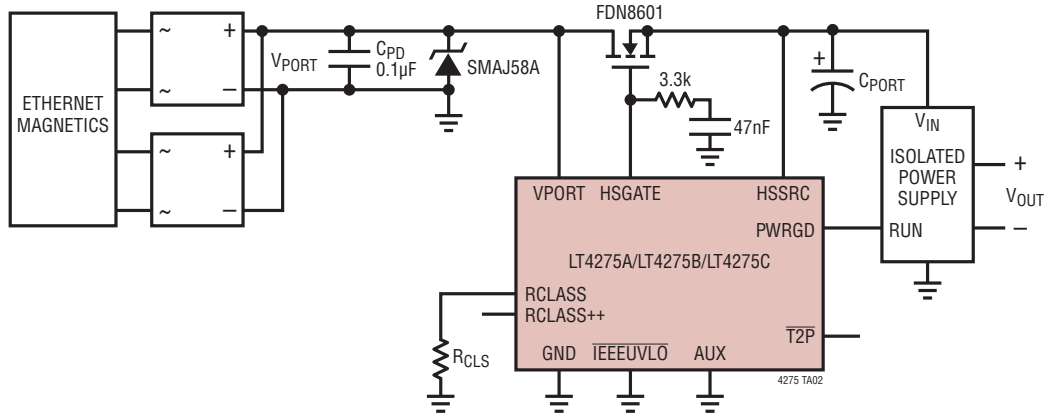 FDN8601
~ +
~ –
~ +
~ –
ETHERNET
MAGNETICS
VPORT
CPD
0.1µF
SMAJ58A
3.3k
47nF
+
CPORT
VIN
ISOLATED
POWER
SUPPLY
RUN
+
VOUT
–
VPORT HSGATE HSSRC
PWRGD
LT4275A/LT4275B/LT4275C
RCLASS
RCLASS++
T2P
RCLS
GND IEEEUVLO AUX
4275 TA02